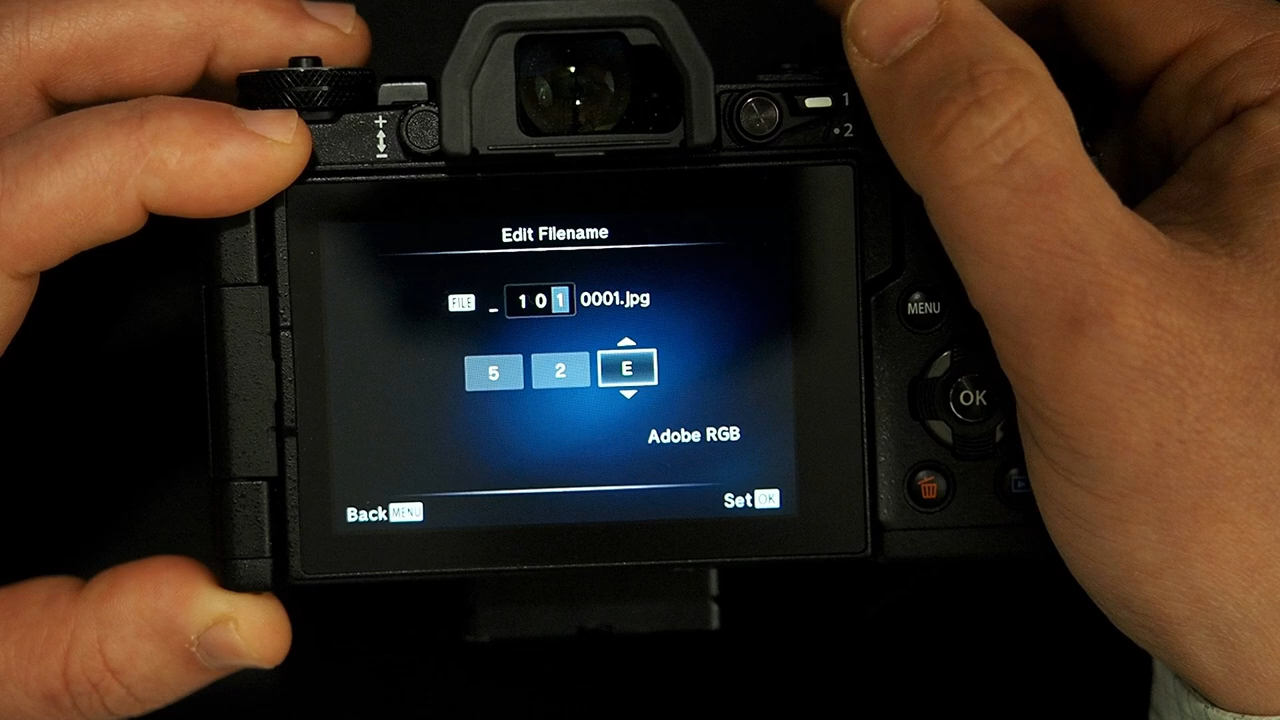 +
-
1
•2
Edit Filename
FILE _ 1 0 1 0001.jpg
5 2 E
Adobe RGB
Back MENU
Set OK
MENU
OK